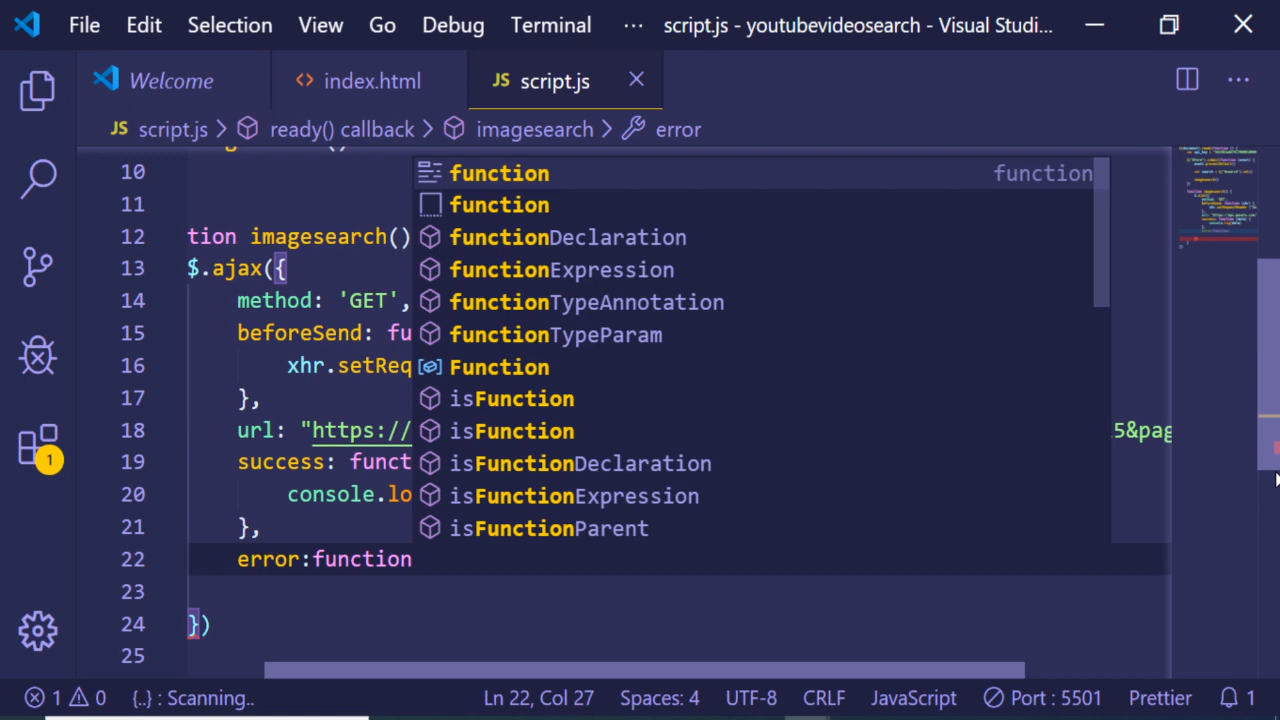 File Edit Selection View Go Debug Terminal ··· script.js - youtubevideosearch - Visual Studi...
Welcome <> index.html JS script.js
JS script.js > ready() callback > imagesearch > error
10
11
12 tion imagesearch()
13 $.ajax({
14 method: 'GET',
15 beforeSend: fu
16 xhr.setReq
17 },
18 url: "https:// 5&pag
19 success: funct
20 console.lo
21 },
22 error:function
23
24 })
25
function function
function
functionDeclaration
functionExpression
functionTypeAnnotation
functionTypeParam
Function
isFunction
isFunction
isFunctionDeclaration
isFunctionExpression
isFunctionParent
1
1 0 {..} : Scanning.. Ln 22, Col 27 Spaces: 4 UTF-8 CRLF JavaScript Port : 5501 Prettier 1